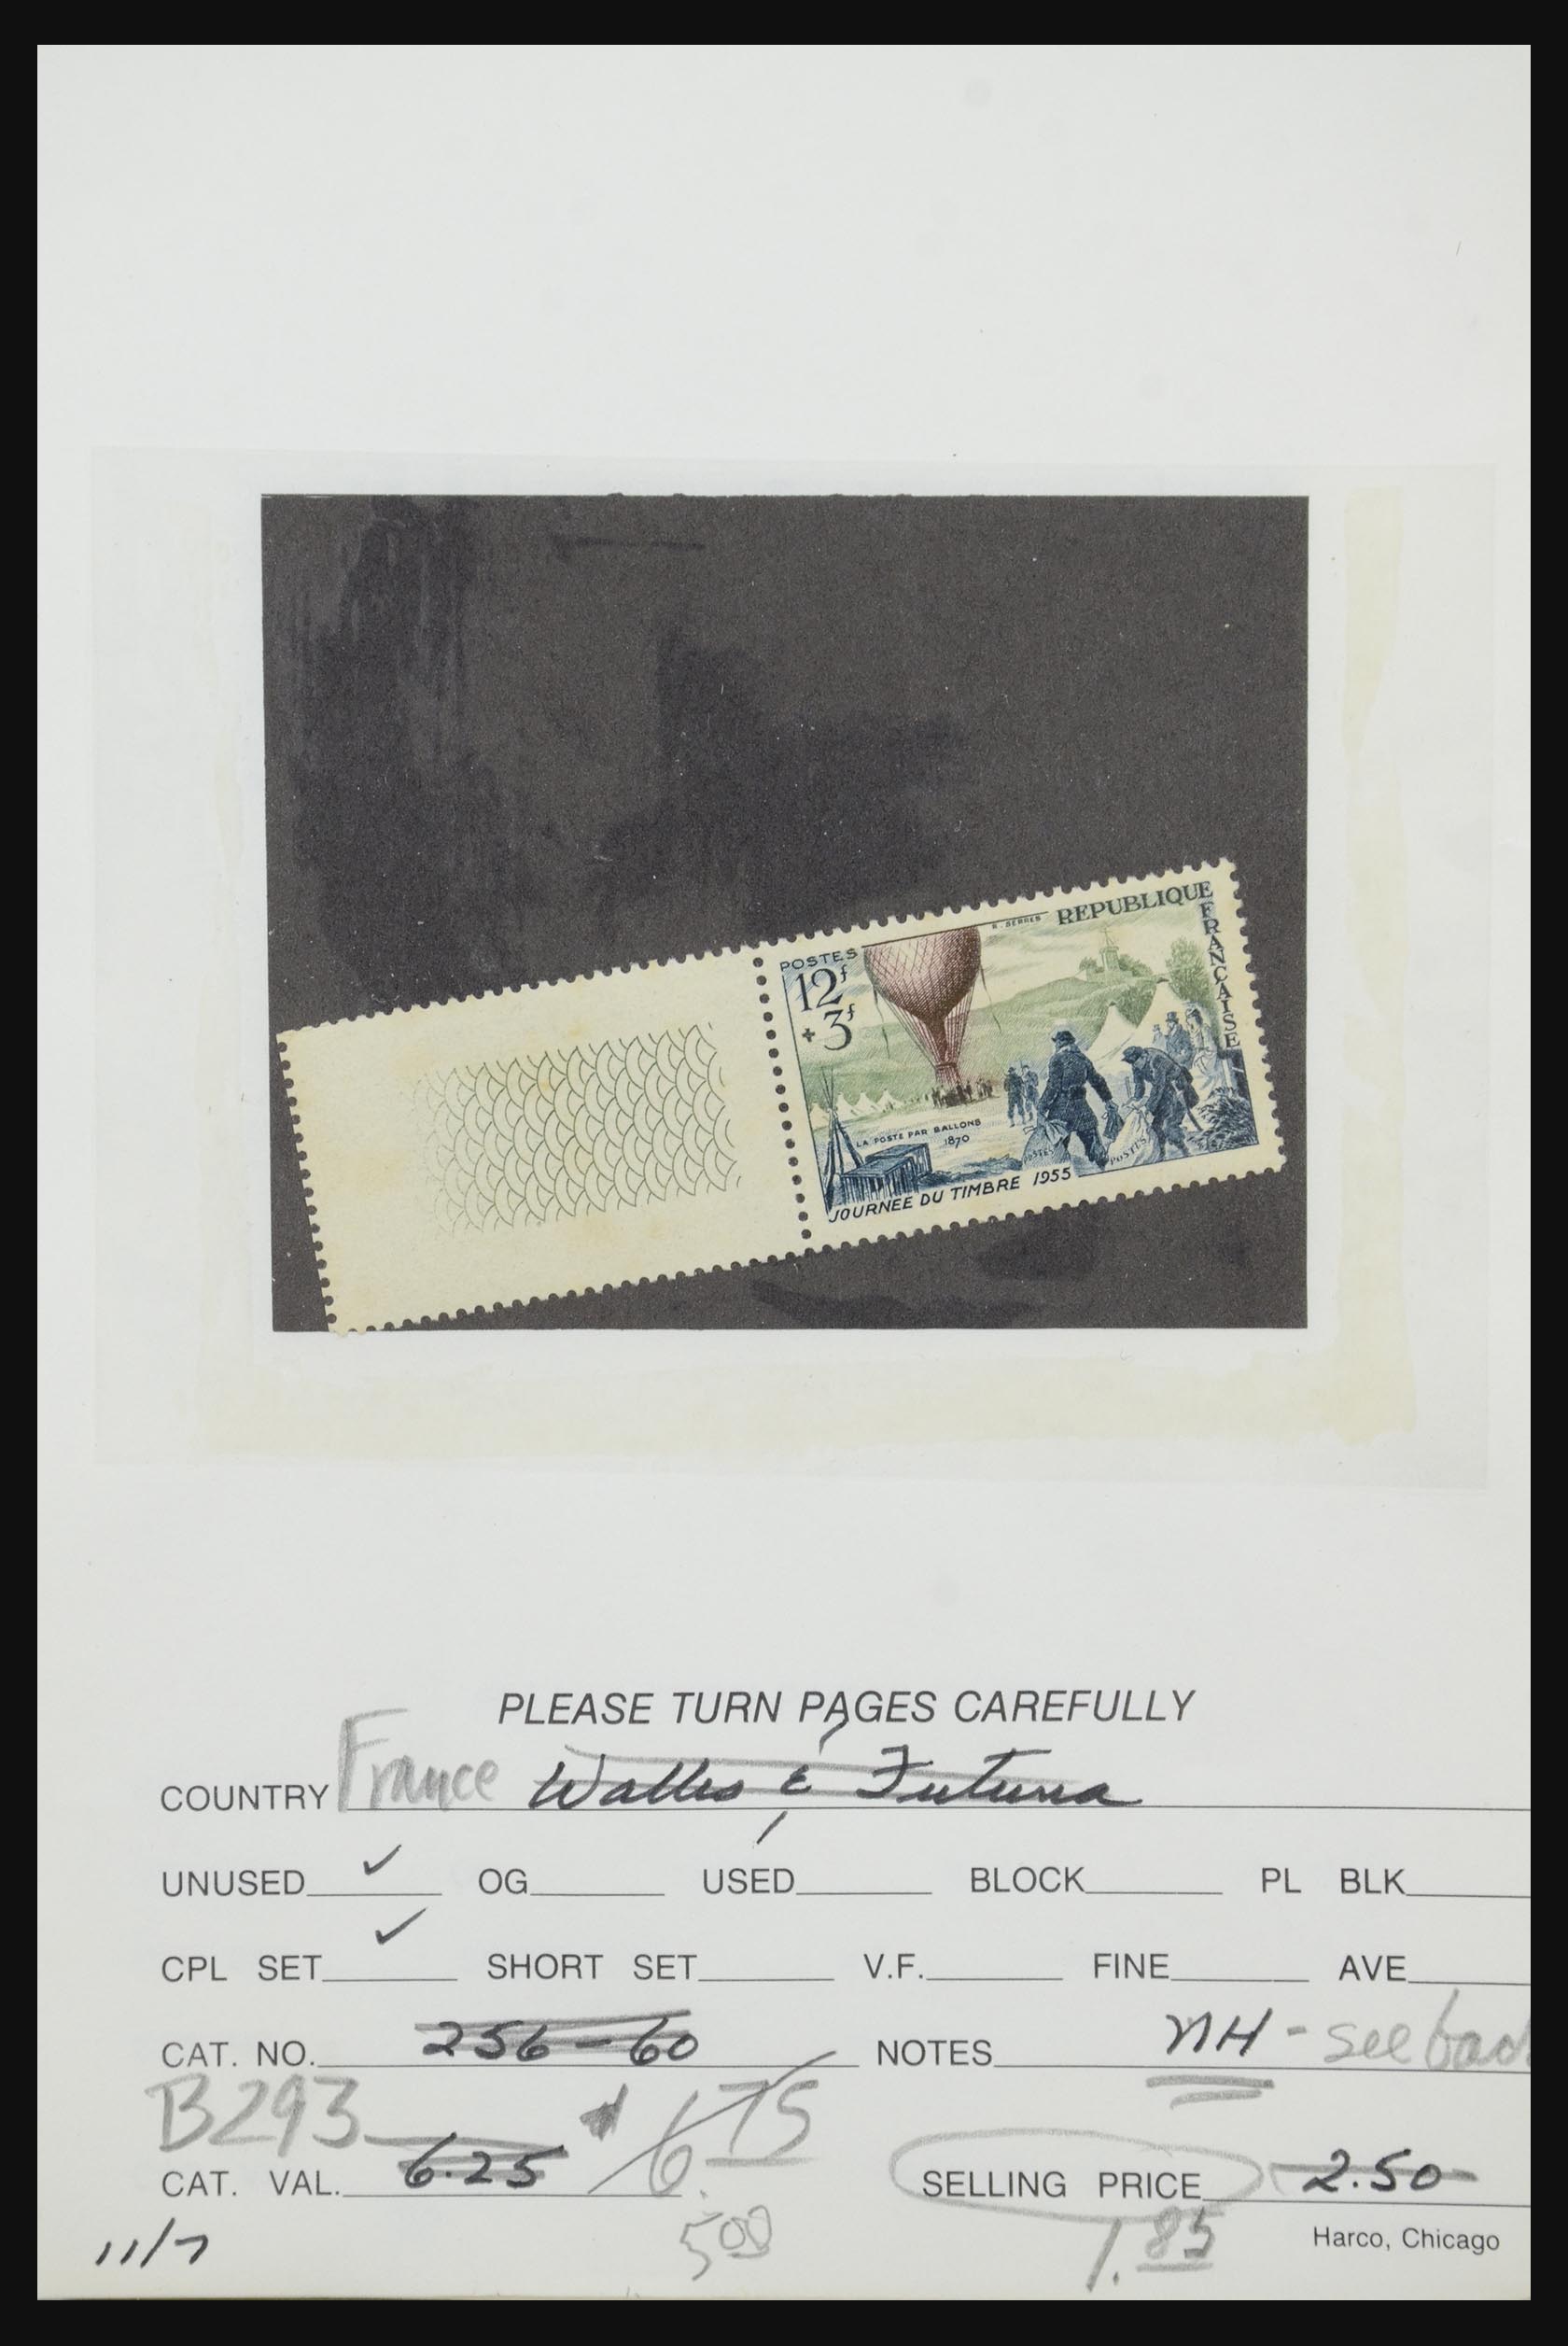 POSTES
12f
+3f
R. SERRES
REPUBLIQUE
FRANÇAISE
LA POSTE PAR BALLONS
1870
POSTES
POSTES
JOURNEE DU TIMBRE 1955
PLEASE TURN PAGES CAREFULLY
COUNTRY France Wallis & Futuna
UNUSED ✓ OG USED BLOCK PL BLK
CPL SET ✓ SHORT SET V.F. FINE AVE
CAT. NO. 256-60 NOTES NH - see back
B293 6.75
CAT. VAL. 6.25 SELLING PRICE 2.50
11/7 5.00 1.85 Harco, Chicago